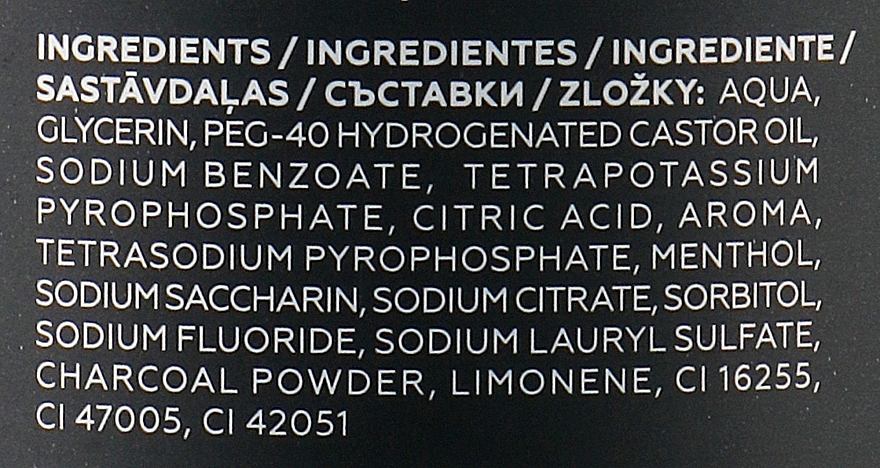 INGREDIENTS / INGREDIENTES / INGREDIENTE /
SASTĀVDAĻAS / СЪСТАВКИ / ZLOŽKY: AQUA,
GLYCERIN, PEG-40 HYDROGENATED CASTOR OIL,
SODIUM BENZOATE, TETRAPOTASSIUM
PYROPHOSPHATE, CITRIC ACID, AROMA,
TETRASODIUM PYROPHOSPHATE, MENTHOL,
SODIUM SACCHARIN, SODIUM CITRATE, SORBITOL,
SODIUM FLUORIDE, SODIUM LAURYL SULFATE,
CHARCOAL POWDER, LIMONENE, CI 16255,
CI 47005, CI 42051